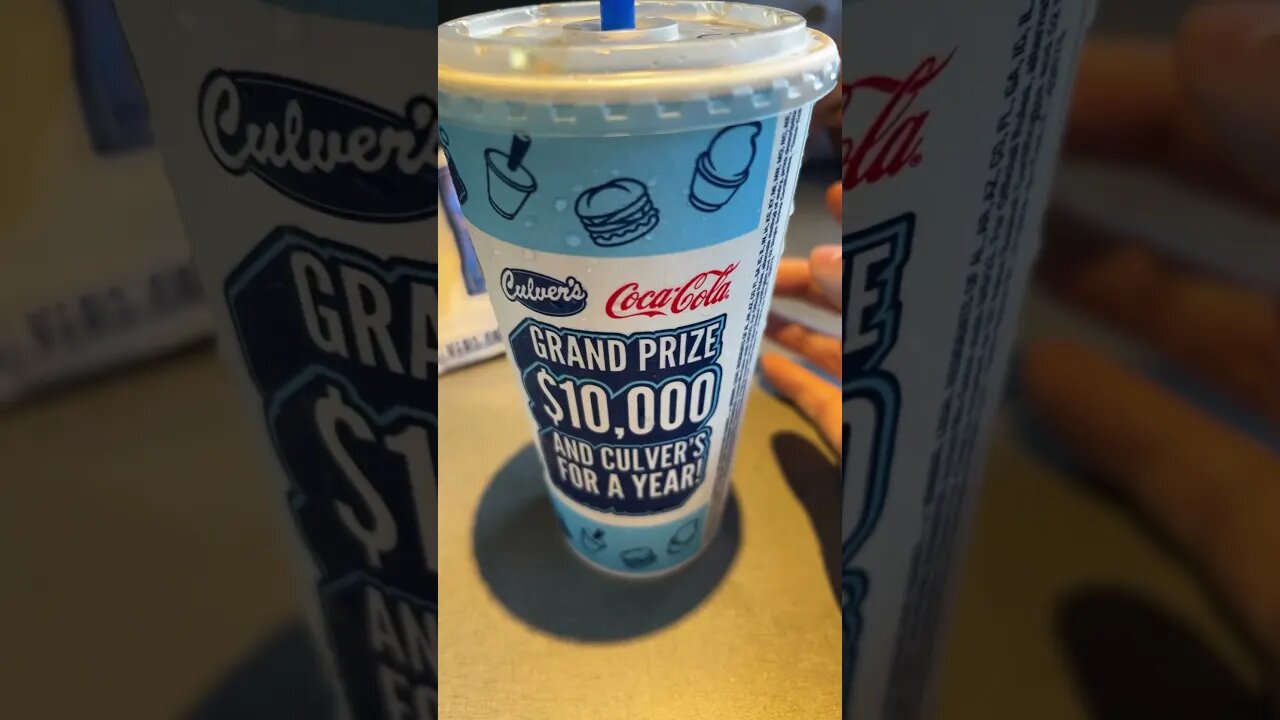 Culver's Coca-Cola
GRAND PRIZE
$10,000
AND CULVER'S
FOR A YEAR!